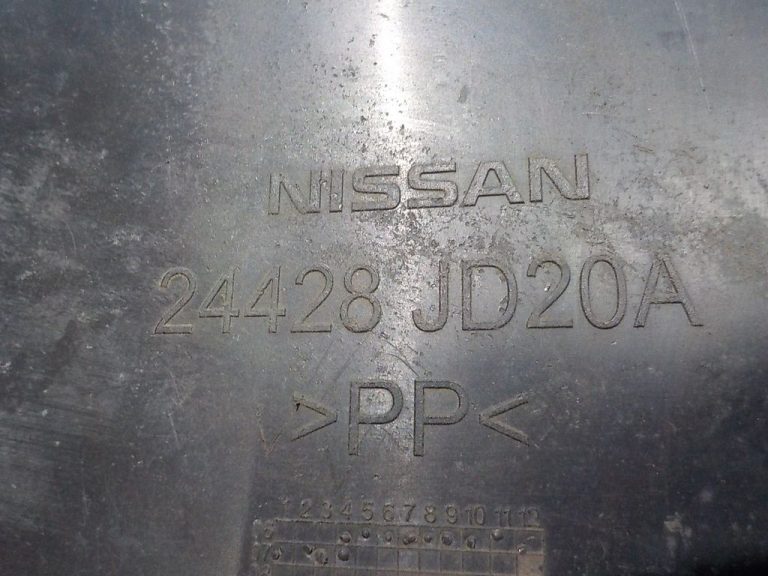 NISSAN
24428 JD20A
>PP<
1 2 3 4 5 6 7 8 9 10 11 12